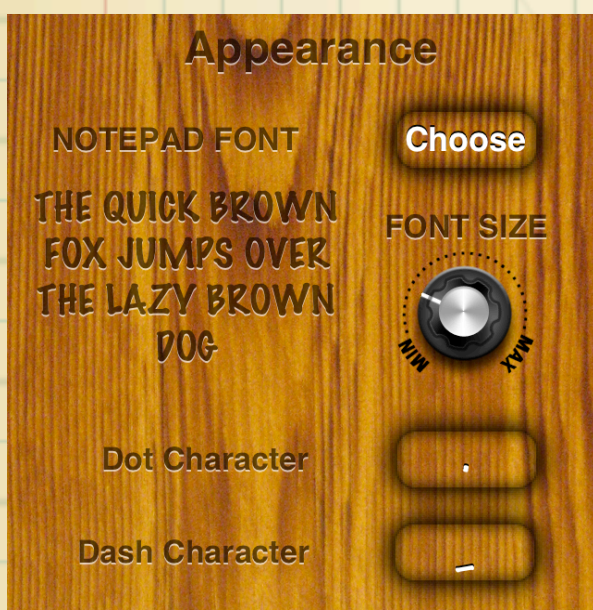 Appearance
NOTEPAD FONT
Choose
THE QUICK BROWN
FOX JUMPS OVER
THE LAZY BROWN
DOG
FONT SIZE
MIN
MAX
Dot Character
.
Dash Character
_